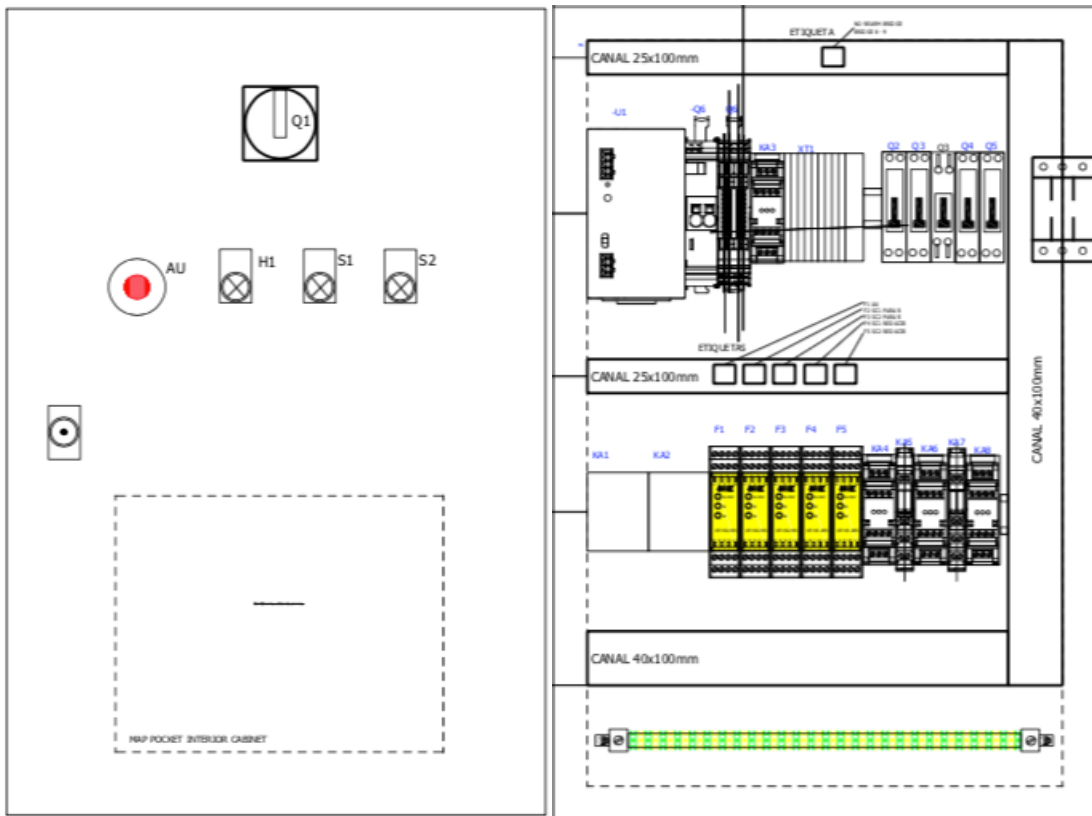 Q1
AU
H1
S1
S2
MAP POCKET INTERIOR CABINET
ETIQUETA
CANAL 25x100mm
-U1
-Q6
KA3
XT1
Q2
Q3
Q3
Q4
Q5
ETIQUETAS
CANAL 25x100mm
CANAL 40x100mm
F1
F2
F3
F4
F5
KA1
KA2
KA4
KA5
KA6
KA7
KA8
CANAL 40x100mm